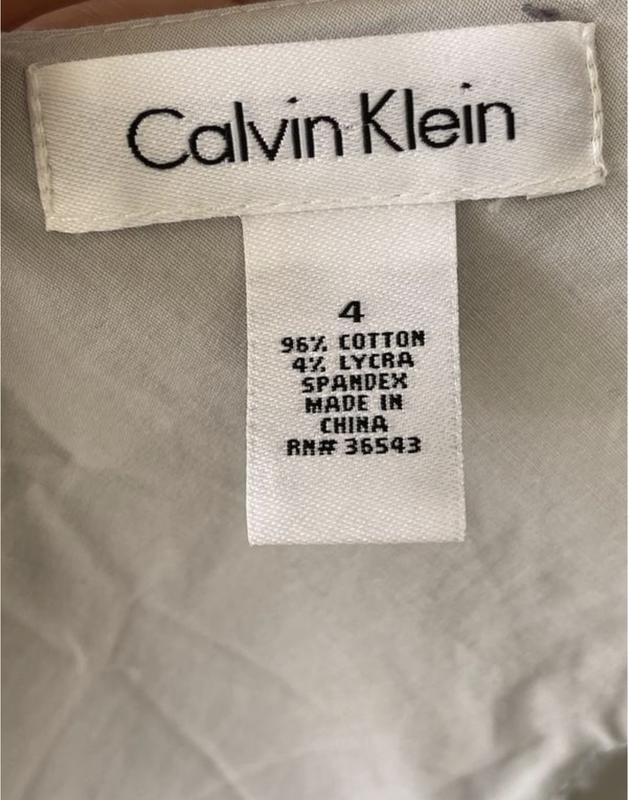 Calvin Klein
4
96% COTTON
4% LYCRA
SPANDEX
MADE IN
CHINA
RN# 36543